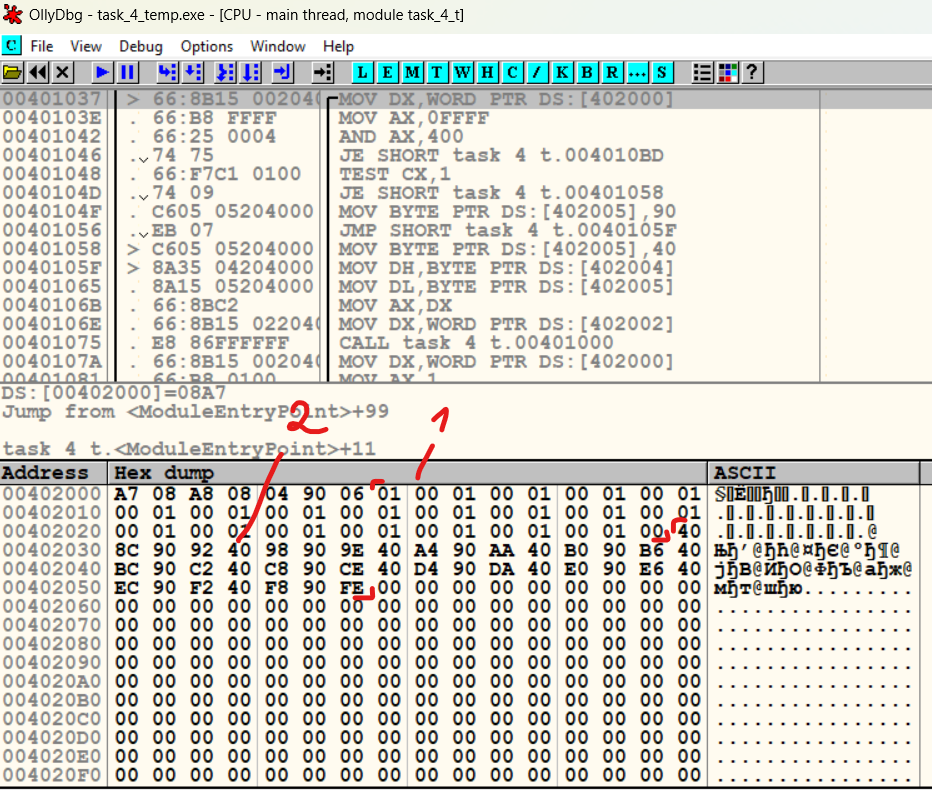 OllyDbg - task_4_temp.exe - [CPU - main thread, module task_4_t]
C File View Debug Options Window Help
L E M T W H C / K B R ... S ?
00401037 > 66:8B15 002040 MOV DX,WORD PTR DS:[402000]
0040103E . 66:B8 FFFF MOV AX,0FFFF
00401042 . 66:25 0004 AND AX,400
00401046 . 74 75 JE SHORT task_4_t.004010BD
00401048 . 66:F7C1 0100 TEST CX,1
0040104D . 74 09 JE SHORT task_4_t.00401058
0040104F . C605 05204000 MOV BYTE PTR DS:[402005],90
00401056 . EB 07 JMP SHORT task_4_t.0040105F
00401058 > C605 05204000 MOV BYTE PTR DS:[402005],40
0040105F > 8A35 04204000 MOV DH,BYTE PTR DS:[402004]
00401065 . 8A15 05204000 MOV DL,BYTE PTR DS:[402005]
0040106B . 66:8BC2 MOV AX,DX
0040106E . 66:8B15 022040 MOV DX,WORD PTR DS:[402002]
00401075 . E8 86FFFFFF CALL task_4_t.00401000
0040107A . 66:8B15 002040 MOV DX,WORD PTR DS:[402000]
00401081 . 66:B8 0100 MOV AX,1
DS:[00402000]=08A7
Jump from <ModuleEntryPoint>+99
2 1
task_4_t.<ModuleEntryPoint>+11
Address Hex dump ASCII
00402000 A7 08 A8 08 04 90 06 01 00 01 00 01 00 01 00 01
00402010 00 01 00 01 00 01 00 01 00 01 00 01 00 01 00 01
00402020 00 01 00 01 00 01 00 01 00 01 00 01 00 01 00 40
00402030 8C 90 92 40 98 90 9E 40 A4 90 AA 40 B0 90 B6 40 Њђ’@ђћ@¤ђЄ@°ђ¶@
00402040 BC 90 C2 40 C8 90 CE 40 D4 90 DA 40 E0 90 E6 40 јђВ@ИђО@ФђЪ@ађж@
00402050 EC 90 F2 40 F8 90 FE 00 00 00 00 00 00 00 00 00 мђт@шђю.........
00402060 00 00 00 00 00 00 00 00 00 00 00 00 00 00 00 00 ................
00402070 00 00 00 00 00 00 00 00 00 00 00 00 00 00 00 00 ................
00402080 00 00 00 00 00 00 00 00 00 00 00 00 00 00 00 00 ................
00402090 00 00 00 00 00 00 00 00 00 00 00 00 00 00 00 00 ................
004020A0 00 00 00 00 00 00 00 00 00 00 00 00 00 00 00 00 ................
004020B0 00 00 00 00 00 00 00 00 00 00 00 00 00 00 00 00 ................
004020C0 00 00 00 00 00 00 00 00 00 00 00 00 00 00 00 00 ................
004020D0 00 00 00 00 00 00 00 00 00 00 00 00 00 00 00 00 ................
004020E0 00 00 00 00 00 00 00 00 00 00 00 00 00 00 00 00 ................
004020F0 00 00 00 00 00 00 00 00 00 00 00 00 00 00 00 00 ................